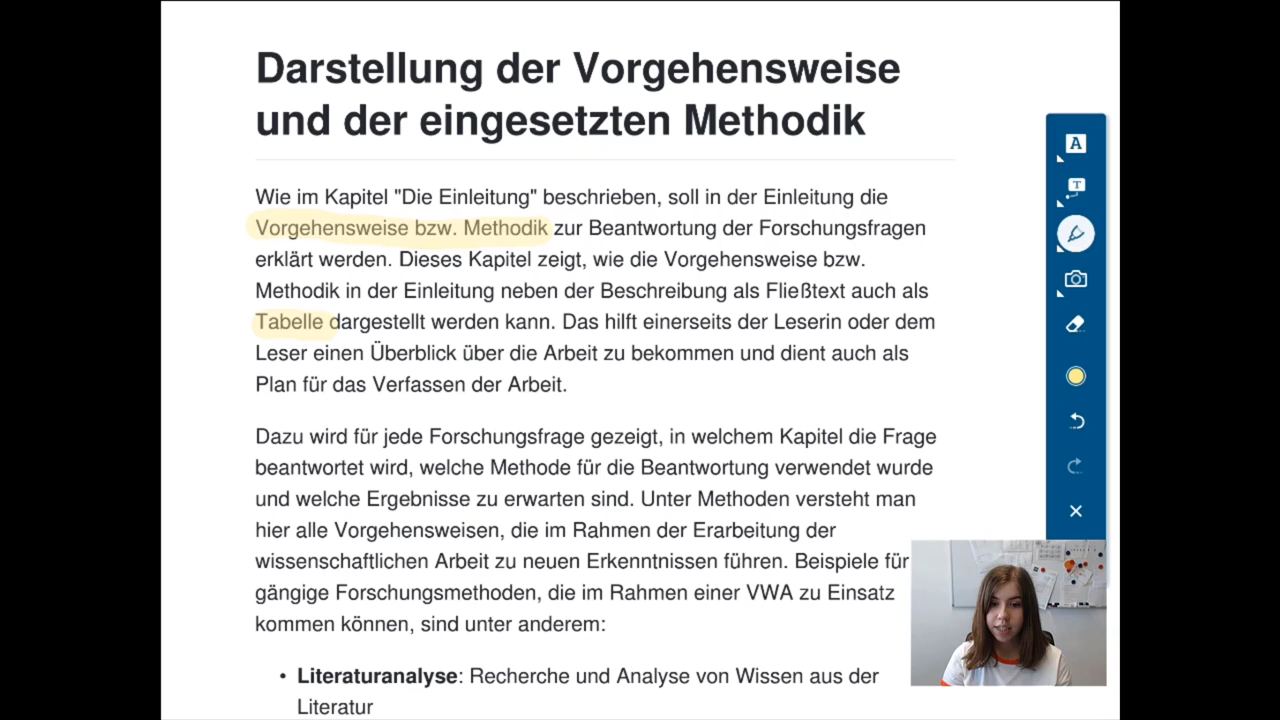 Darstellung der Vorgehensweise
und der eingesetzten Methodik
Wie im Kapitel "Die Einleitung" beschrieben, soll in der Einleitung die
Vorgehensweise bzw. Methodik zur Beantwortung der Forschungsfragen
erklärt werden. Dieses Kapitel zeigt, wie die Vorgehensweise bzw.
Methodik in der Einleitung neben der Beschreibung als Fließtext auch als
Tabelle dargestellt werden kann. Das hilft einerseits der Leserin oder dem
Leser einen Überblick über die Arbeit zu bekommen und dient auch als
Plan für das Verfassen der Arbeit.
Dazu wird für jede Forschungsfrage gezeigt, in welchem Kapitel die Frage
beantwortet wird, welche Methode für die Beantwortung verwendet wurde
und welche Ergebnisse zu erwarten sind. Unter Methoden versteht man
hier alle Vorgehensweisen, die im Rahmen der Erarbeitung der
wissenschaftlichen Arbeit zu neuen Erkenntnissen führen. Beispiele für
gängige Forschungsmethoden, die im Rahmen einer VWA zu Einsatz
kommen können, sind unter anderem:
• Literaturanalyse: Recherche und Analyse von Wissen aus der
Literatur
A
T